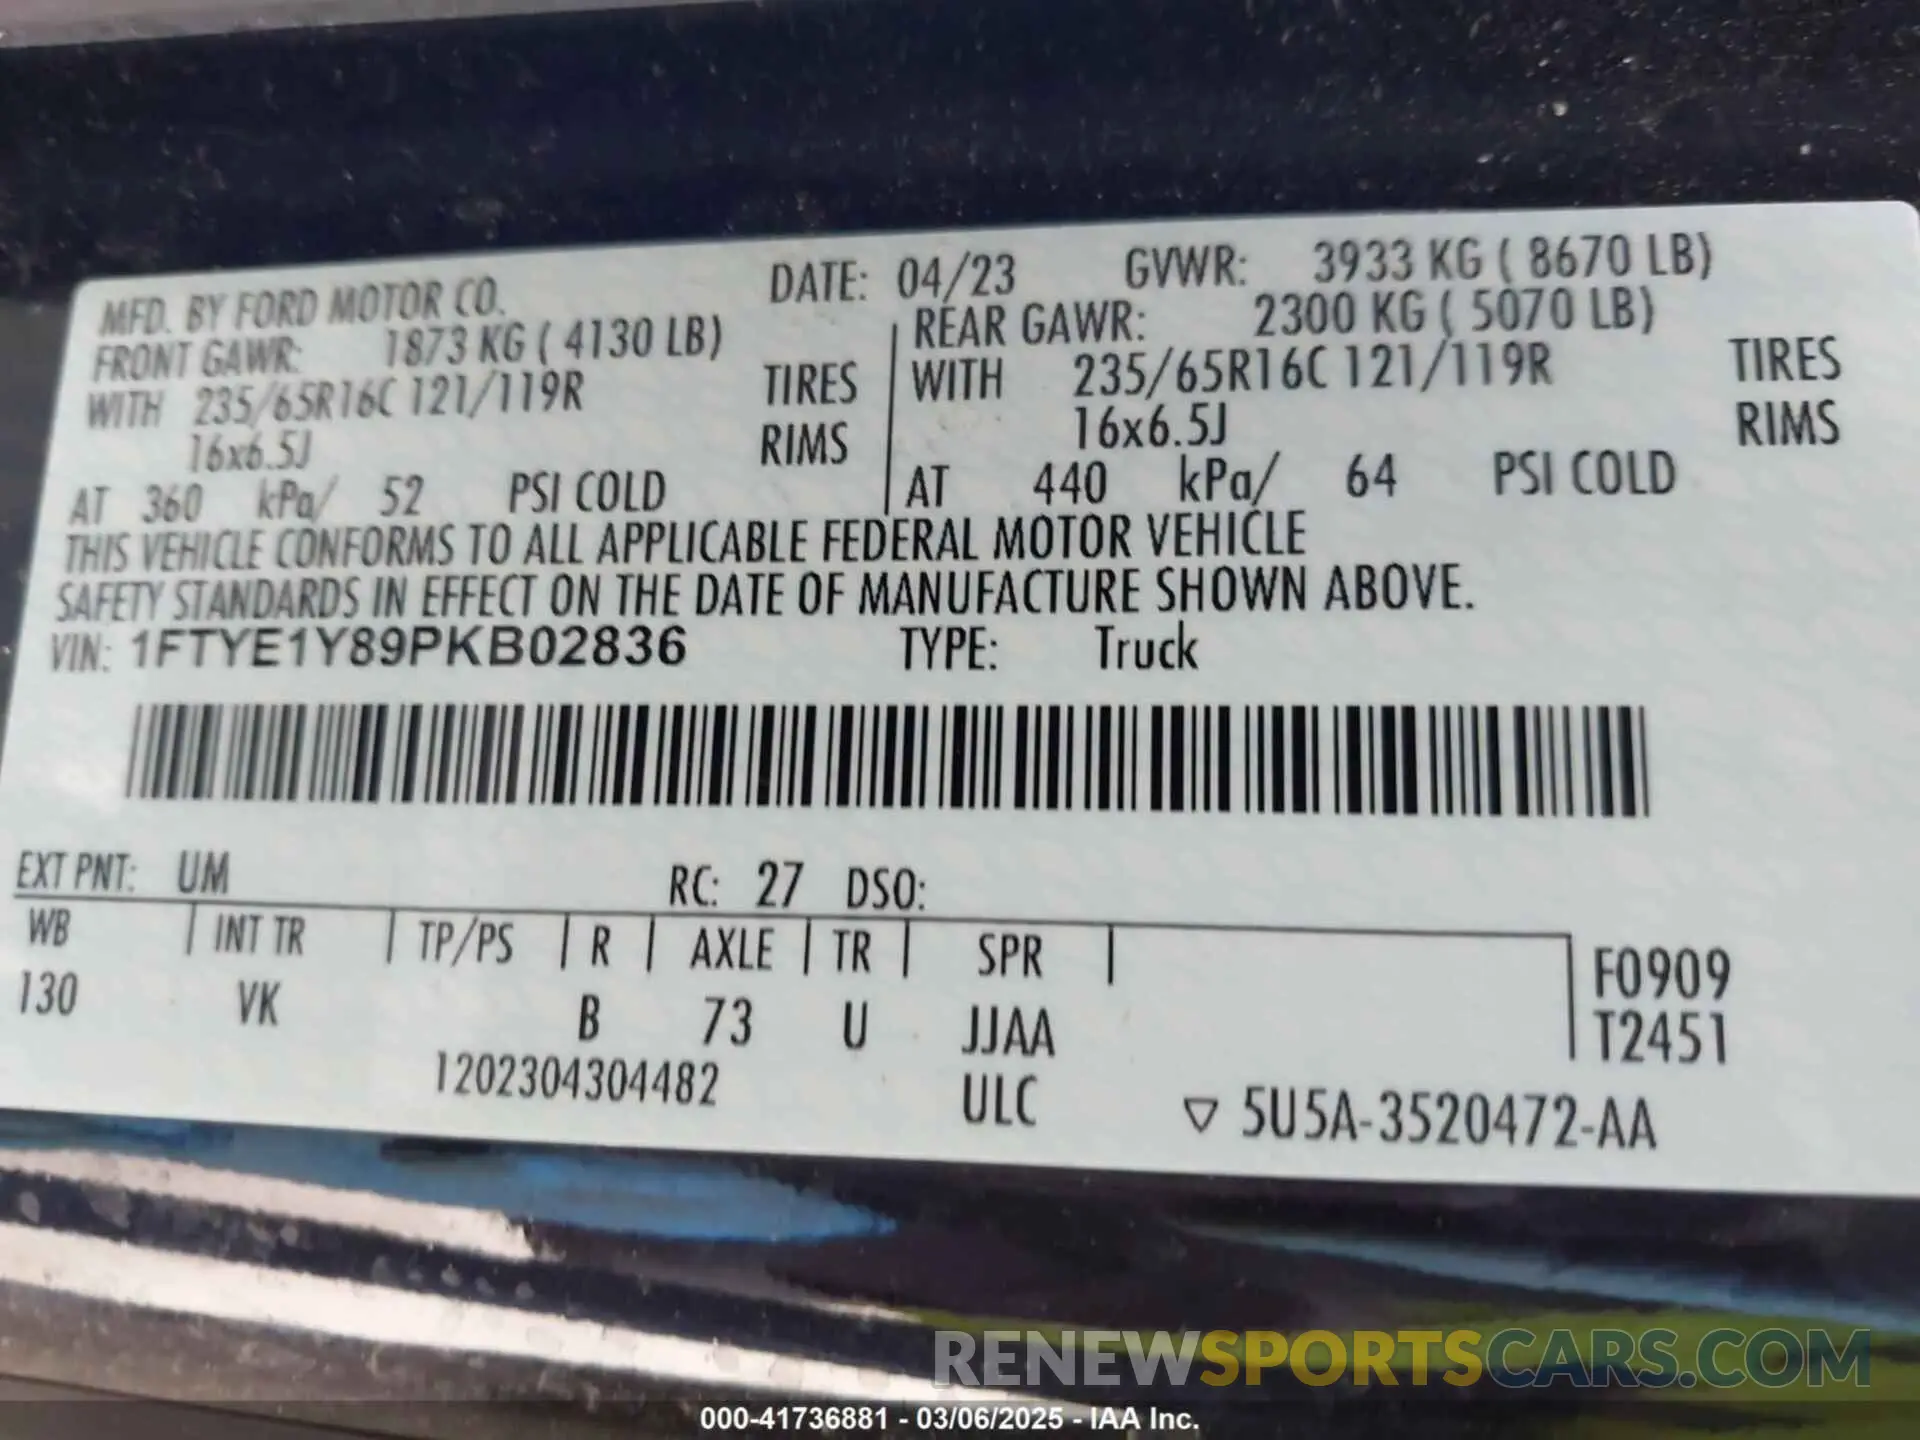 MFD. BY FORD MOTOR CO. DATE: 04/23 GVWR: 3933 KG ( 8670 LB)
FRONT GAWR: 1873 KG ( 4130 LB) REAR GAWR: 2300 KG ( 5070 LB)
WITH 235/65R16C 121/119R TIRES WITH 235/65R16C 121/119R TIRES
16x6.5J RIMS 16x6.5J RIMS
AT 360 kPa/ 52 PSI COLD AT 440 kPa/ 64 PSI COLD
THIS VEHICLE CONFORMS TO ALL APPLICABLE FEDERAL MOTOR VEHICLE
SAFETY STANDARDS IN EFFECT ON THE DATE OF MANUFACTURE SHOWN ABOVE.
VIN: 1FTYE1Y89PKB02836 TYPE: Truck
EXT PNT: UM RC: 27 DSO:
WB INT TR TP/PS R AXLE TR SPR F0909
130 VK B 73 U JJAA T2451
1202304304482 ULC ▽ 5U5A-3520472-AA
RENEWSPORTSCARS.COM
000-41736881 - 03/06/2025 - IAA Inc.